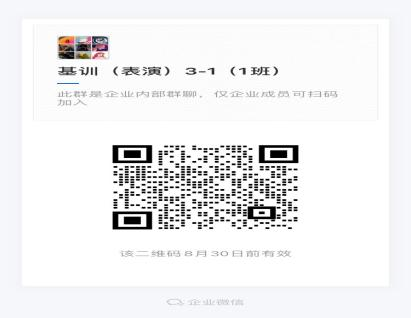 基训（表演）3-1（1班）
此群是企业内部群聊，仅企业成员可扫码
加入
该二维码8月30日前有效
企业微信